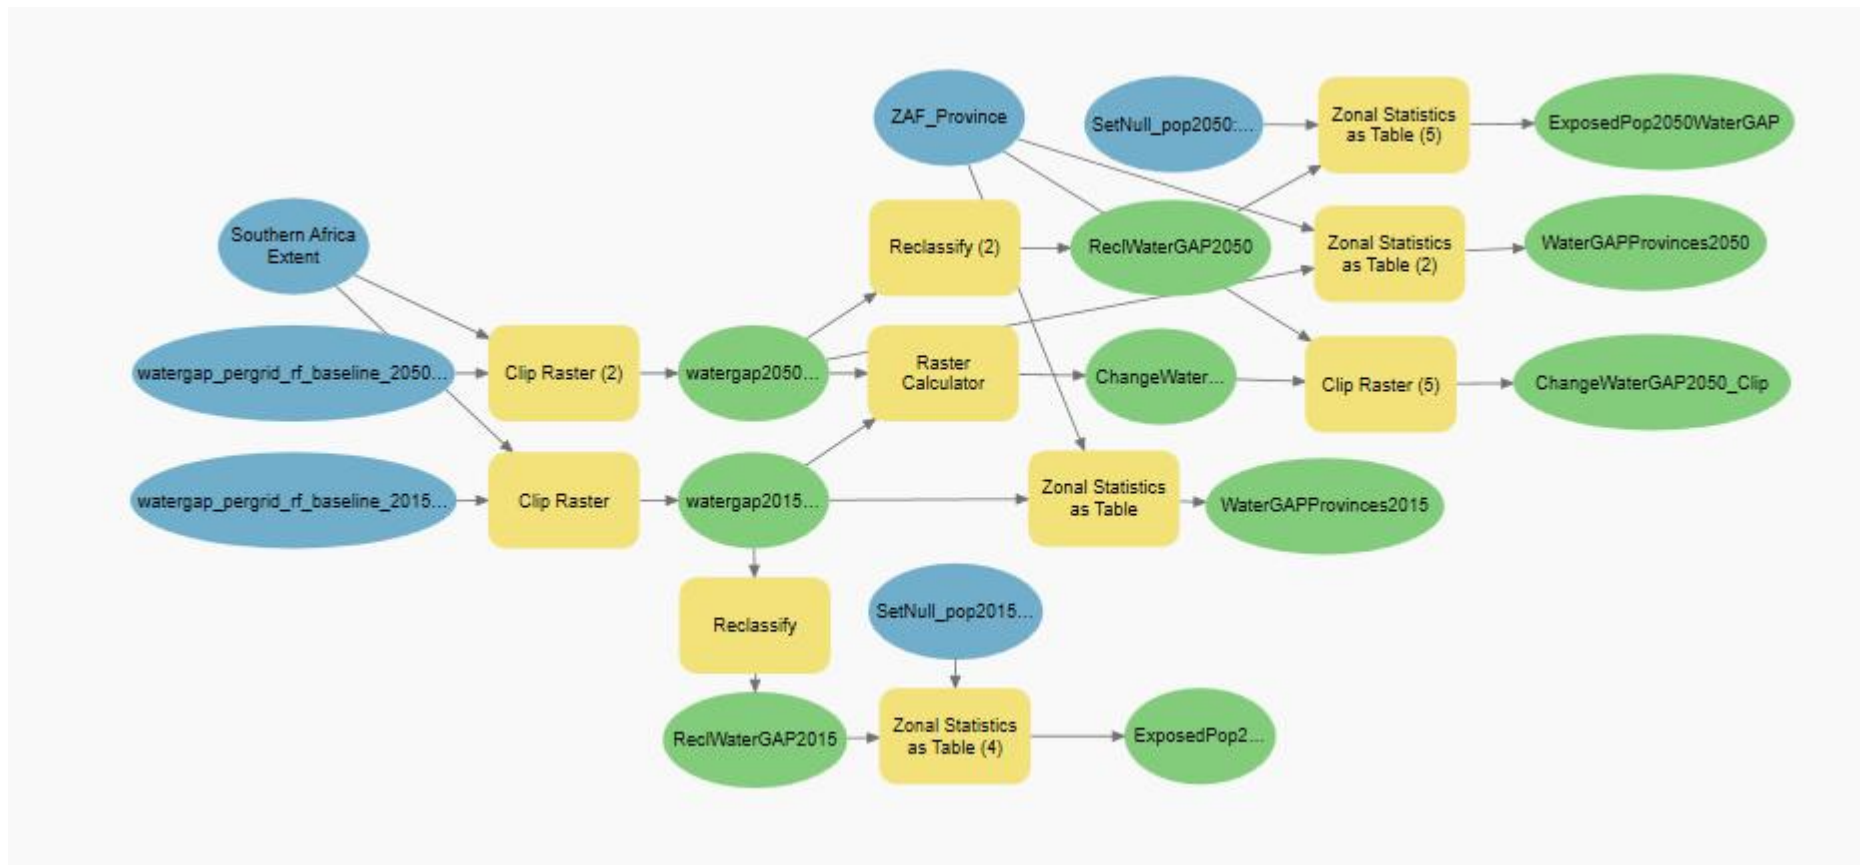 ZAF_Province
SetNull_pop2050:...
Zonal Statistics
as Table (5)
ExposedPop2050WaterGAP
Southern Africa
Extent
Reclassify (2)
ReclWaterGAP2050
Zonal Statistics
as Table (2)
WaterGAPProvinces2050
watergap_pergrid_rf_baseline_2050...
Clip Raster (2)
watergap2050...
Raster
Calculator
ChangeWater...
Clip Raster (5)
ChangeWaterGAP2050_Clip
watergap_pergrid_rf_baseline_2015...
Clip Raster
watergap2015...
Zonal Statistics
as Table
WaterGAPProvinces2015
Reclassify
SetNull_pop2015...
ReclWaterGAP2015
Zonal Statistics
as Table (4)
ExposedPop2...